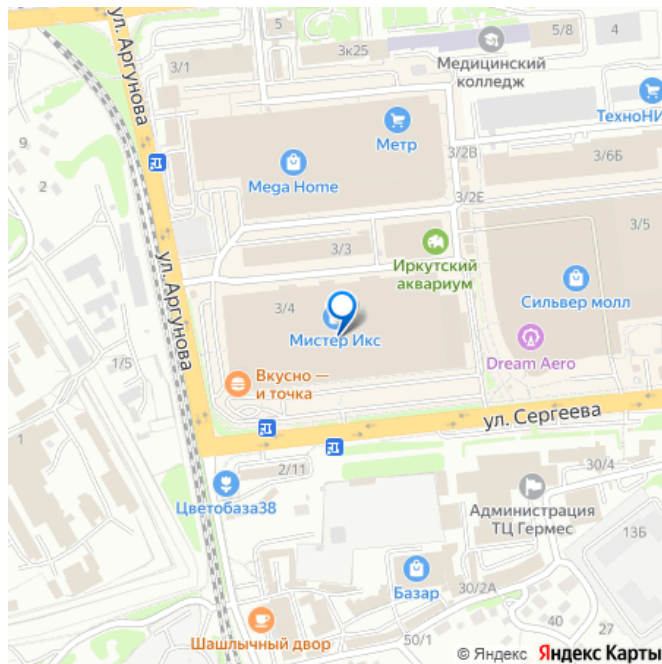 ул. Аргунова
5
3к25
5/8
4
3/1
Медицинский
колледж
ТехноНИ
Метр
9
3/2В
3/6Б
2
Mega Home
3/2Е
3/5
3/3
Иркутский
аквариум
ул. Аргунова
Сильвер молл
3/4
Мистер Икс
1/5
Dream Aero
Вкусно —
и точка
ул. Сергеева
1
2/11
30/4
Цветобаза38
Администрация
ТЦ Гермес
13Б
Базар
30/2А
40
27
Шашлычный двор
50/1
© Яндекс Яндекс Карты